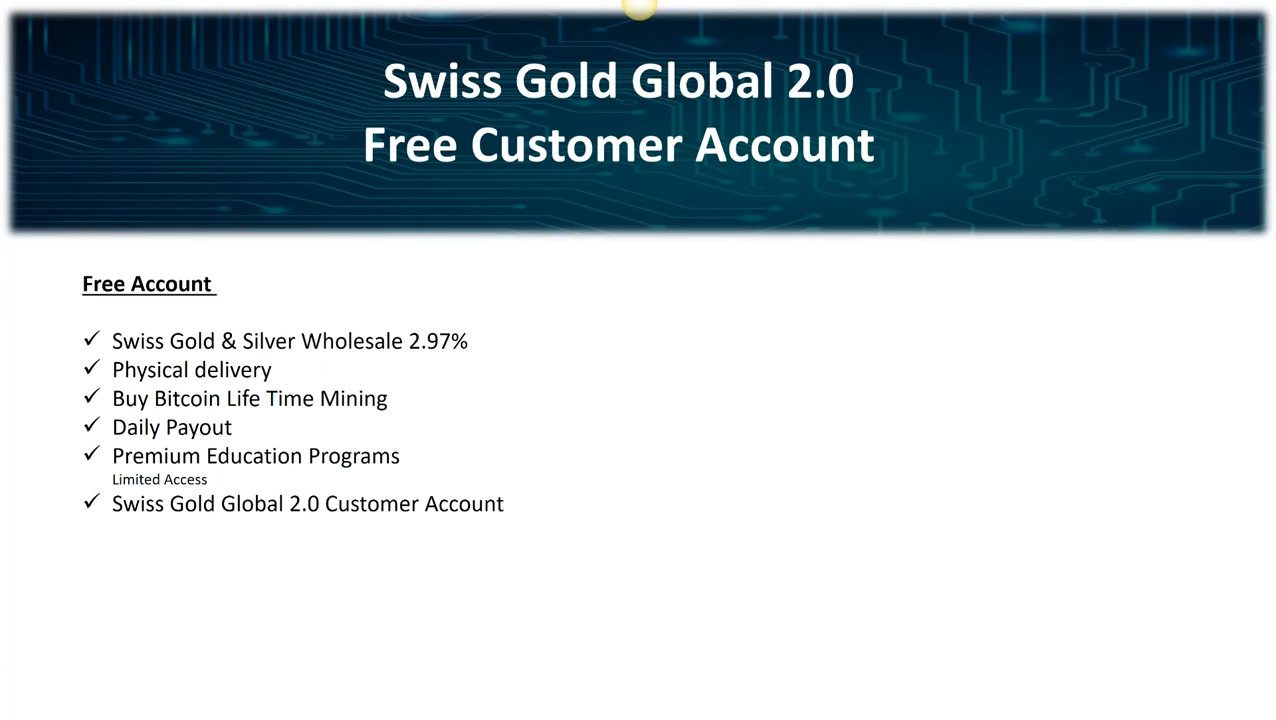 Swiss Gold Global 2.0
Free Customer Account
Free Account
✓ Swiss Gold & Silver Wholesale 2.97%
✓ Physical delivery
✓ Buy Bitcoin Life Time Mining
✓ Daily Payout
✓ Premium Education Programs
Limited Access
✓ Swiss Gold Global 2.0 Customer Account